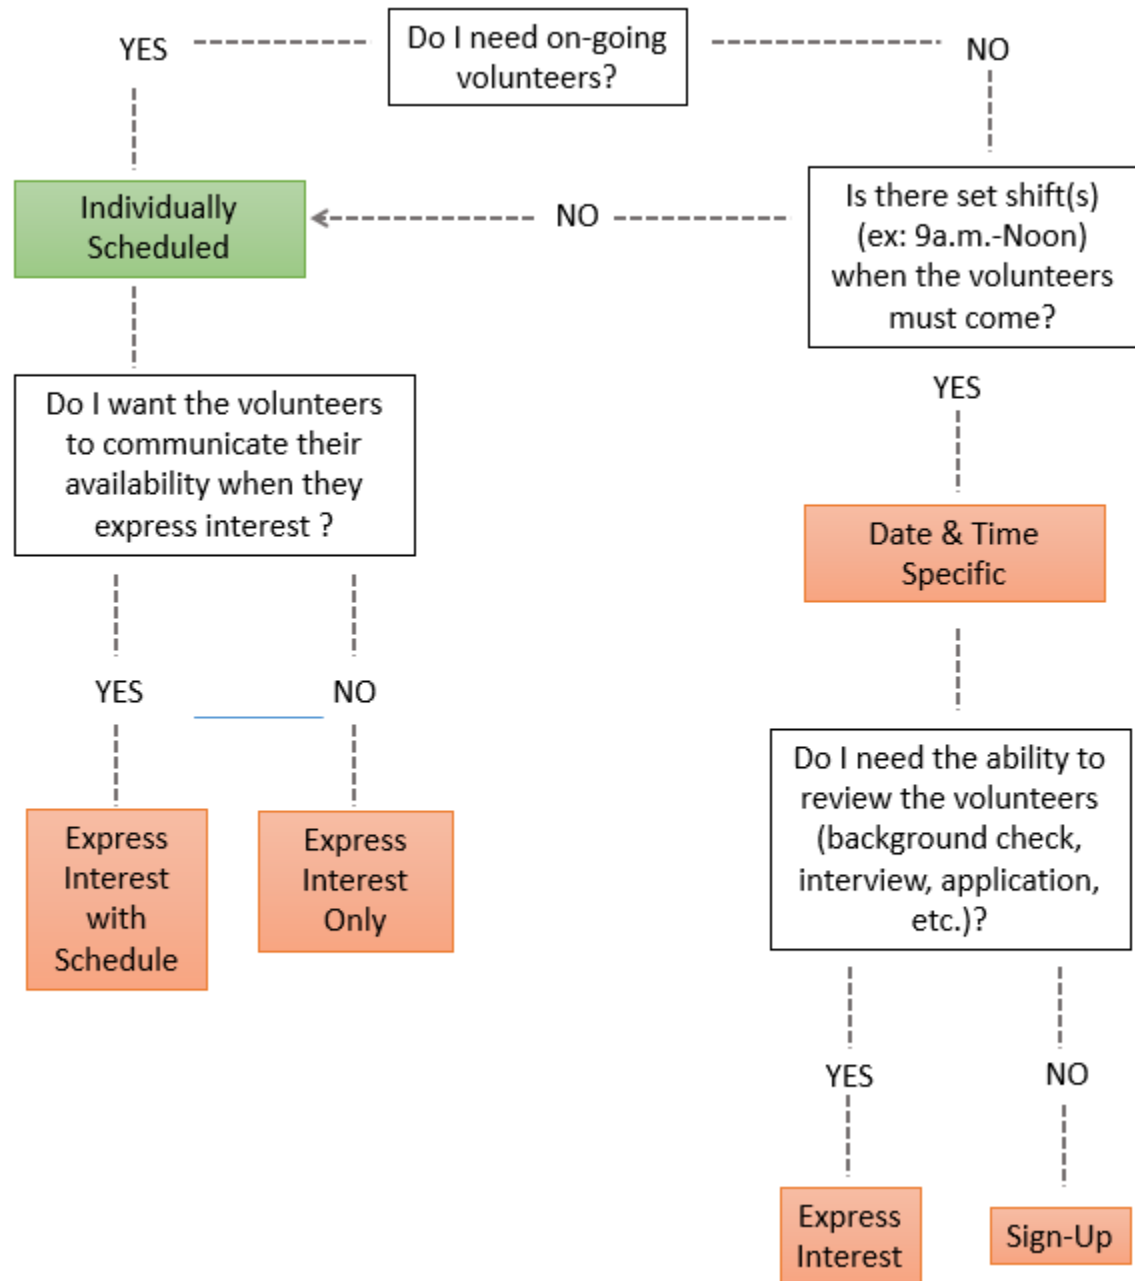 YES
Do I need on-going
volunteers?
NO
Individually
Scheduled
NO
Is there set shift(s)
(ex: 9a.m.-Noon)
when the volunteers
must come?
Do I want the volunteers
to communicate their
availability when they
express interest ?
YES
Date & Time
Specific
YES
NO
Do I need the ability to
review the volunteers
(background check,
interview, application,
etc.)?
Express
Interest
with
Schedule
Express
Interest
Only
YES
NO
Express
Interest
Sign-Up